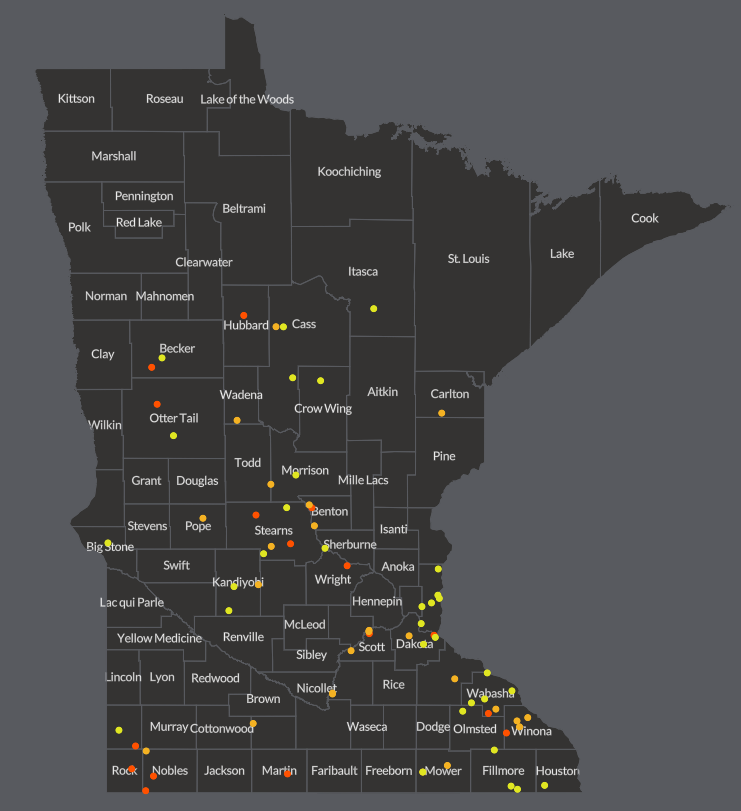 Kittson
Roseau
Lake of the Woods
Marshall
Koochiching
Pennington
Beltrami
Cook
Red Lake
Polk
Lake
St. Louis
Clearwater
Itasca
Norman
Mahnomen
Hubbard
Cass
Becker
Clay
Aitkin
Carlton
Wadena
Crow Wing
Otter Tail
Wilkin
Pine
Todd
Morrison
Mille Lacs
Grant
Douglas
Benton
Stevens
Pope
Stearns
Isanti
Big Stone
Sherburne
Swift
Anoka
Kandiyohi
Wright
Lac qui Parle
Hennepin
McLeod
Yellow Medicine
Renville
Scott
Dakota
Sibley
Lincoln
Lyon
Redwood
Rice
Nicollet
Wabasha
Brown
Murray
Cottonwood
Waseca
Dodge
Olmsted
Winona
Rock
Nobles
Jackson
Martin
Faribault
Freeborn
Mower
Fillmore
Houston